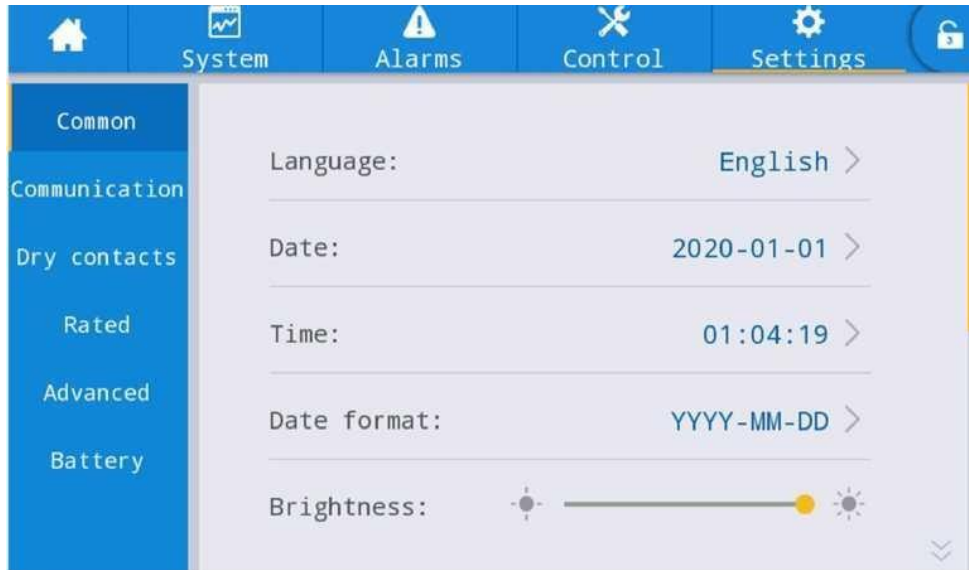 System
Alarms
Control
Settings
3
Common
Communication
Dry contacts
Rated
Advanced
Battery
Language: English
Date: 2020-01-01
Time: 01:04:19
Date format: YYYY-MM-DD
Brightness: